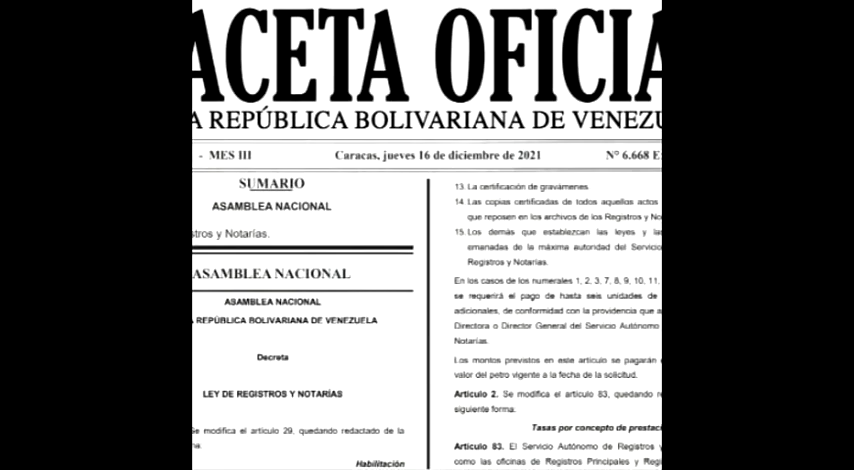 ACETA OFICIA
A REPÚBLICA BOLIVARIANA DE VENEZU
- MES III
Caracas, jueves 16 de diciembre de 2021
N° 6.668 E
SUMARIO
ASAMBLEA NACIONAL
stros y Notarías.
ASAMBLEA NACIONAL
ASAMBLEA NACIONAL
REPÚBLICA BOLIVARIANA DE VENEZUELA
Decreta
LEY DE REGISTROS Y NOTARÍAS
Se modifica el artículo 29, quedando redactado de la
na:
Habilitación
13. La certificación de gravámenes
14. Las copias certificadas de todos aquellos actos
que reposen en los archivos de los Registros y No
15. Los demás que establezcan las leyes y la
emanadas de la máxima autoridad del Servicio
Registros y Notarías.
En los casos de los numerales 1, 2, 3, 7, 8, 9, 10, 11,
se requerirá el pago de hasta seis unidades de
adicionales, de conformidad con la providencia que a
Directora o Director General del Servicio Autónomo
Notarías.
Los montos previstos en este artículo se pagarán
valor del petro vigente a la fecha de la solicitud.
Artículo 2. Se modifica el artículo 83, quedando re
siguiente forma:
Tasas por concepto de prestaci
Artículo 83. El Servicio Autónomo de Registros y
como las oficinas de Registros Principales y Regi